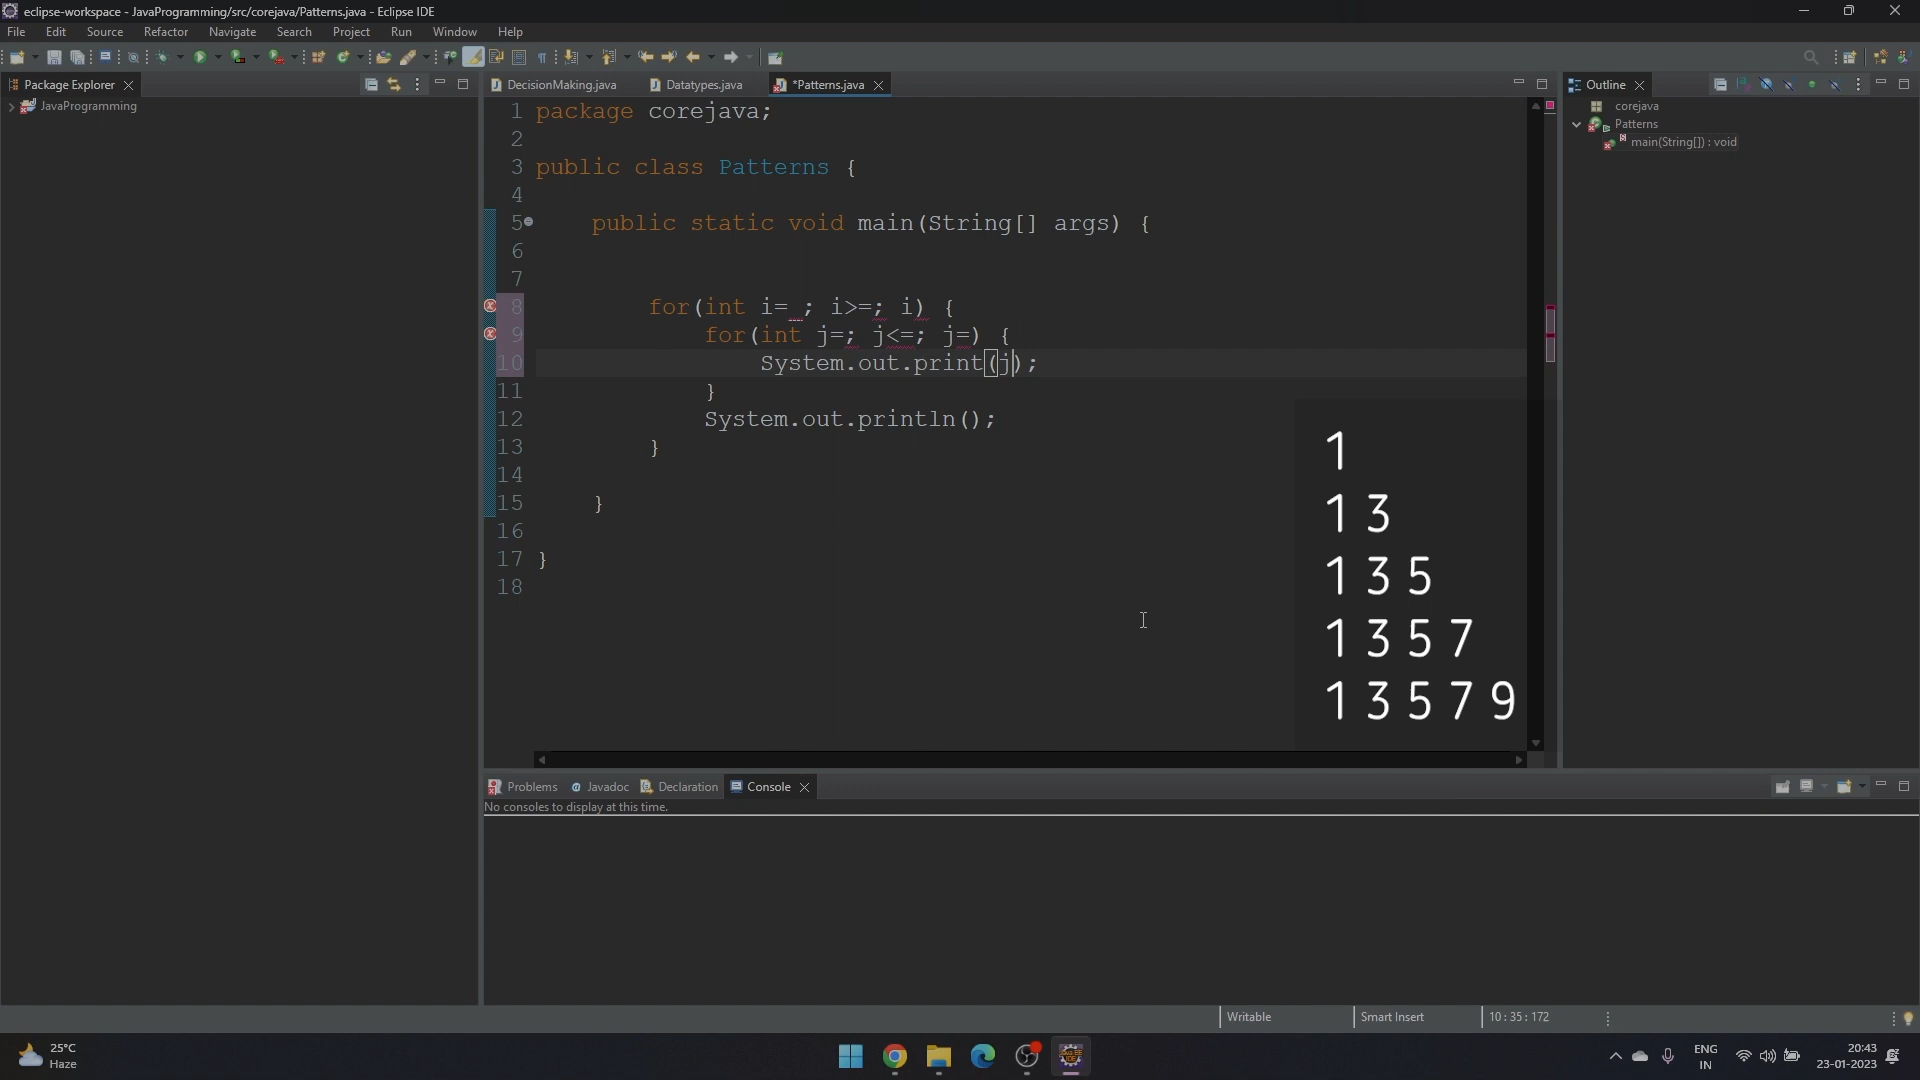 eclipse-workspace - JavaProgramming/src/corejava/Patterns.java - Eclipse IDE
File Edit Source Refactor Navigate Search Project Run Window Help
Package Explorer
JavaProgramming
DecisionMaking.java Datatypes.java *Patterns.java
1 package corejava;
2
3 public class Patterns {
4
5 public static void main(String[] args) {
6
7
8 for(int i= ; i>=; i) {
9 for(int j=; j<=; j=) {
10 System.out.print(j);
11 }
12 System.out.println();
13 }
14
15 }
16
17 }
18
1
1 3
1 3 5
1 3 5 7
1 3 5 7 9
Outline
corejava
Patterns
main(String[]) : void
Problems Javadoc Declaration Console
No consoles to display at this time.
Writable Smart Insert 10 : 35 : 172
25°C
Haze
ENG
IN
20:43
23-01-2023